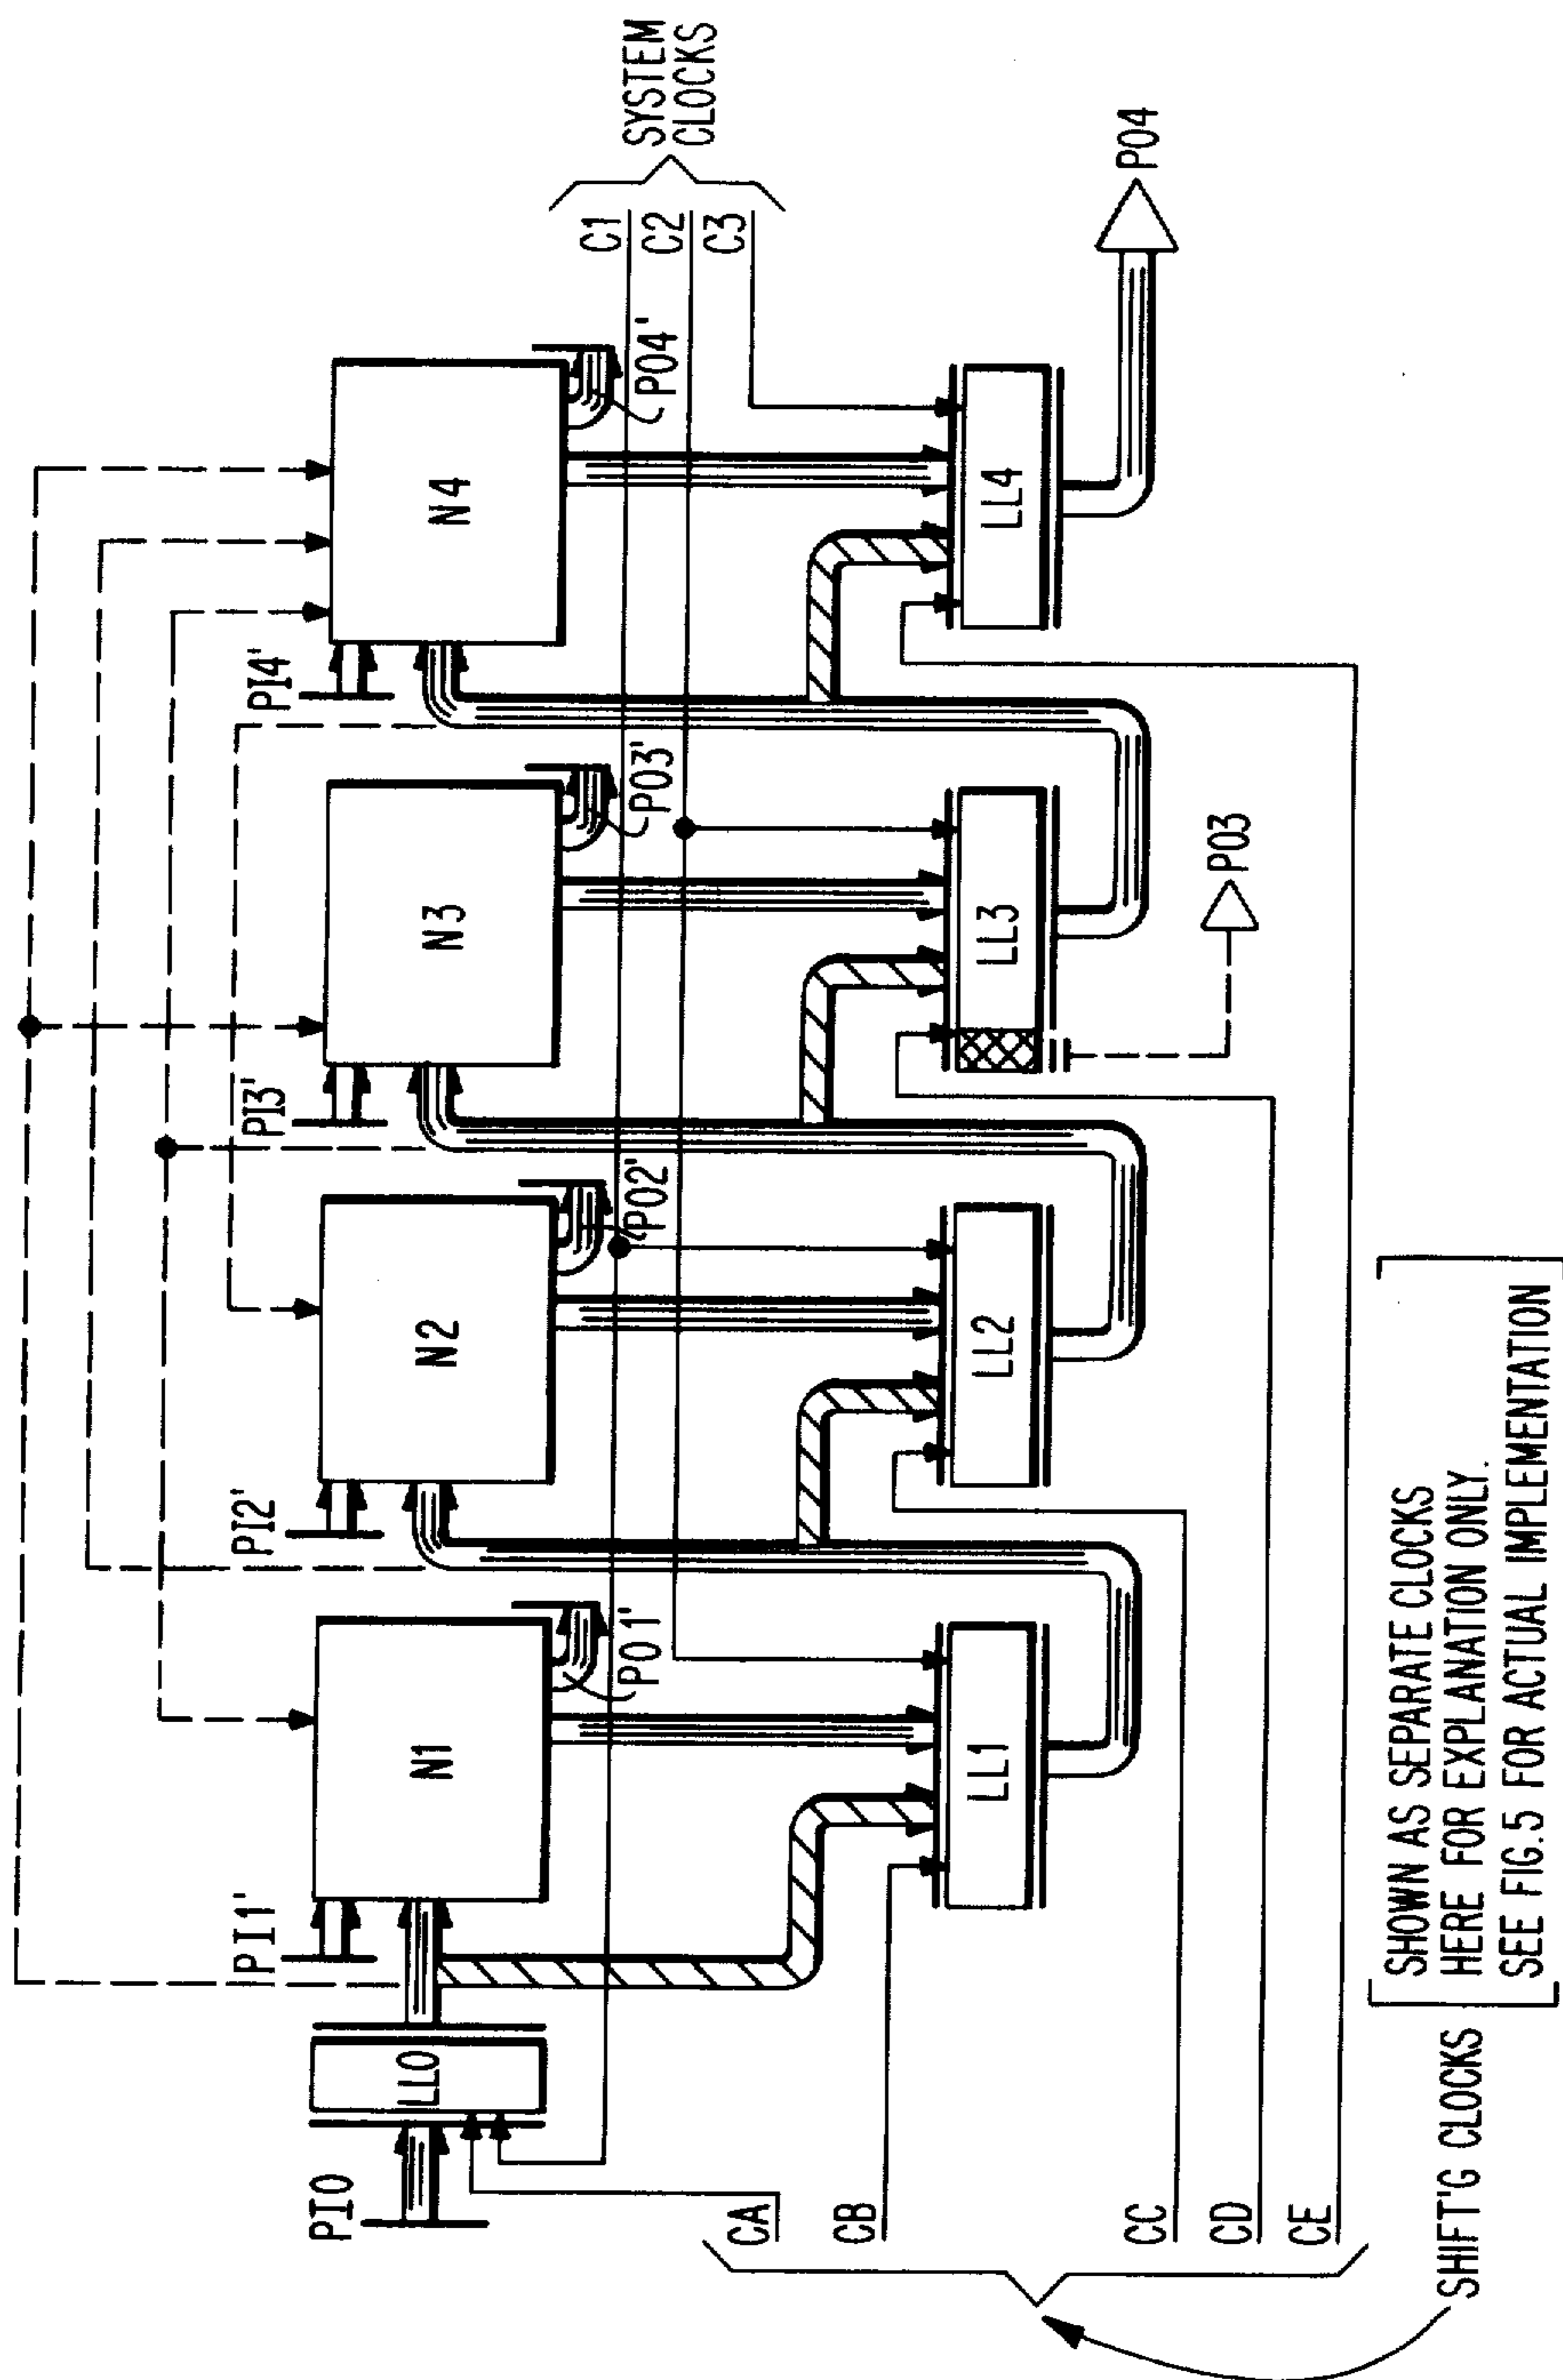 SYSTEM
CLOCKS
C1
C2
C3
PI0
LL0
PI1'
N1
PO1'
PI2'
N2
PO2'
PI3'
N3
PO3'
PI4'
N4
PO4'
LL1
LL2
LL3
LL4
PO3
PO4
CA
CB
CC
CD
CE
SHIFT'G CLOCKS
SHOWN AS SEPARATE CLOCKS
HERE FOR EXPLANATION ONLY.
SEE FIG.5 FOR ACTUAL IMPLEMENTATION